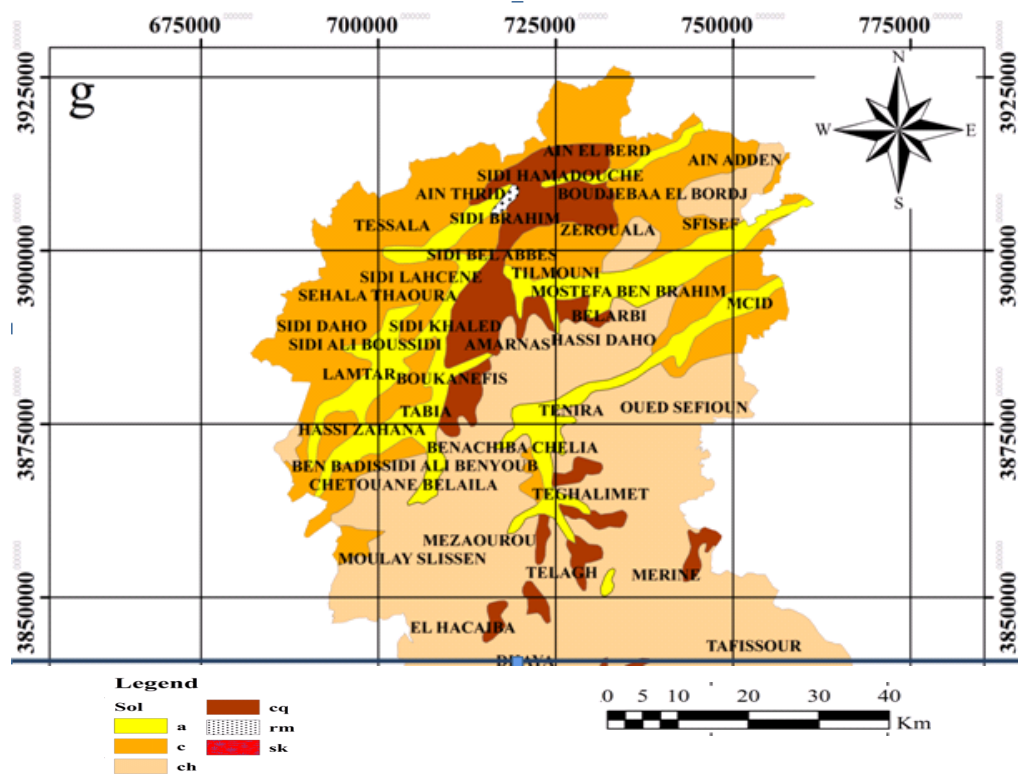 675000 700000 725000 750000 775000
g
3925000 3925000
N
W E
S
AIN EL BERD
AIN ADDEN
SIDI HAMADOUCHE
AIN THRID BOUDJEBAA EL BORDJ
TESSALA SIDI BRAHIM ZEROUALA SFISEF
3900000 3900000
SIDI BEL ABBES
SIDI LAHCENE TILMOUNI
SEHALA THAOURA MOSTEFA BEN BRAHIM
MCID
SIDI DAHO SIDI KHALED BELARBI
SIDI ALI BOUSSIDI AMARNAS HASSI DAHO
LAMTAR BOUKANEFIS
TABIA TENIRA OUED SEFIOUN
3875000 3875000
HASSI ZAHANA
BENACHIBA CHELIA
BEN BADISSIDI ALI BENYOUB
CHETOUANE BELAILA TEGHALIMET
MEZAOUROU
MOULAY SLISSEN
TELAGH MERINE
3850000 3850000
EL HACAIBA
TAFISSOUR
Legend
Sol
a
c
ch
cq
rm
sk
0 5 10 20 30 40
Km